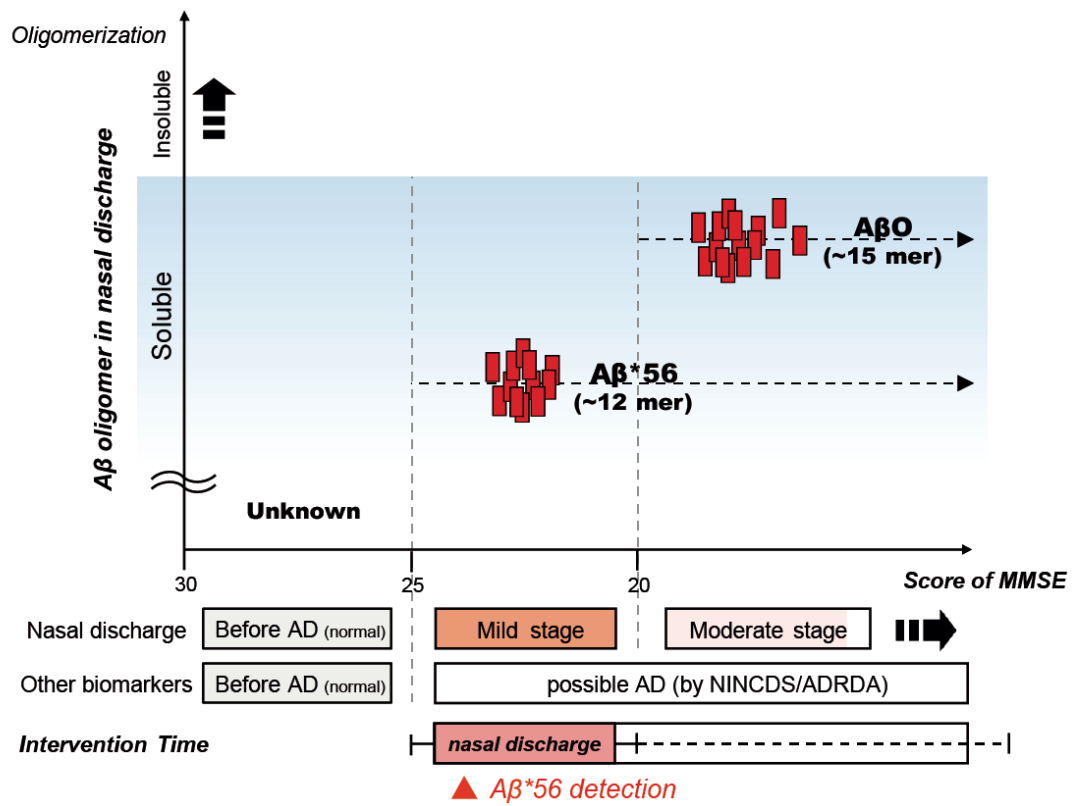 Oligomerization
Insoluble
Aβ oligomer in nasal discharge
Soluble
AβO
(~15 mer)
Aβ*56
(~12 mer)
Unknown
30
25
20
Score of MMSE
Nasal discharge
Before AD (normal)
Mild stage
Moderate stage
Other biomarkers
Before AD (normal)
possible AD (by NINCDS/ADRDA)
Intervention Time
nasal discharge
Aβ*56 detection